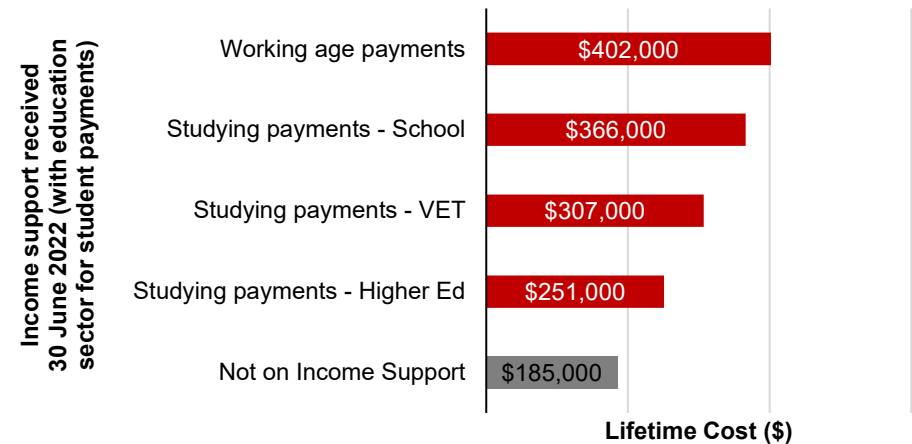 Income support received
30 June 2022 (with education
sector for student payments)
Working age payments
$402,000
Studying payments - School
$366,000
Studying payments - VET
$307,000
Studying payments - Higher Ed
$251,000
Not on Income Support
$185,000
Lifetime Cost ($)